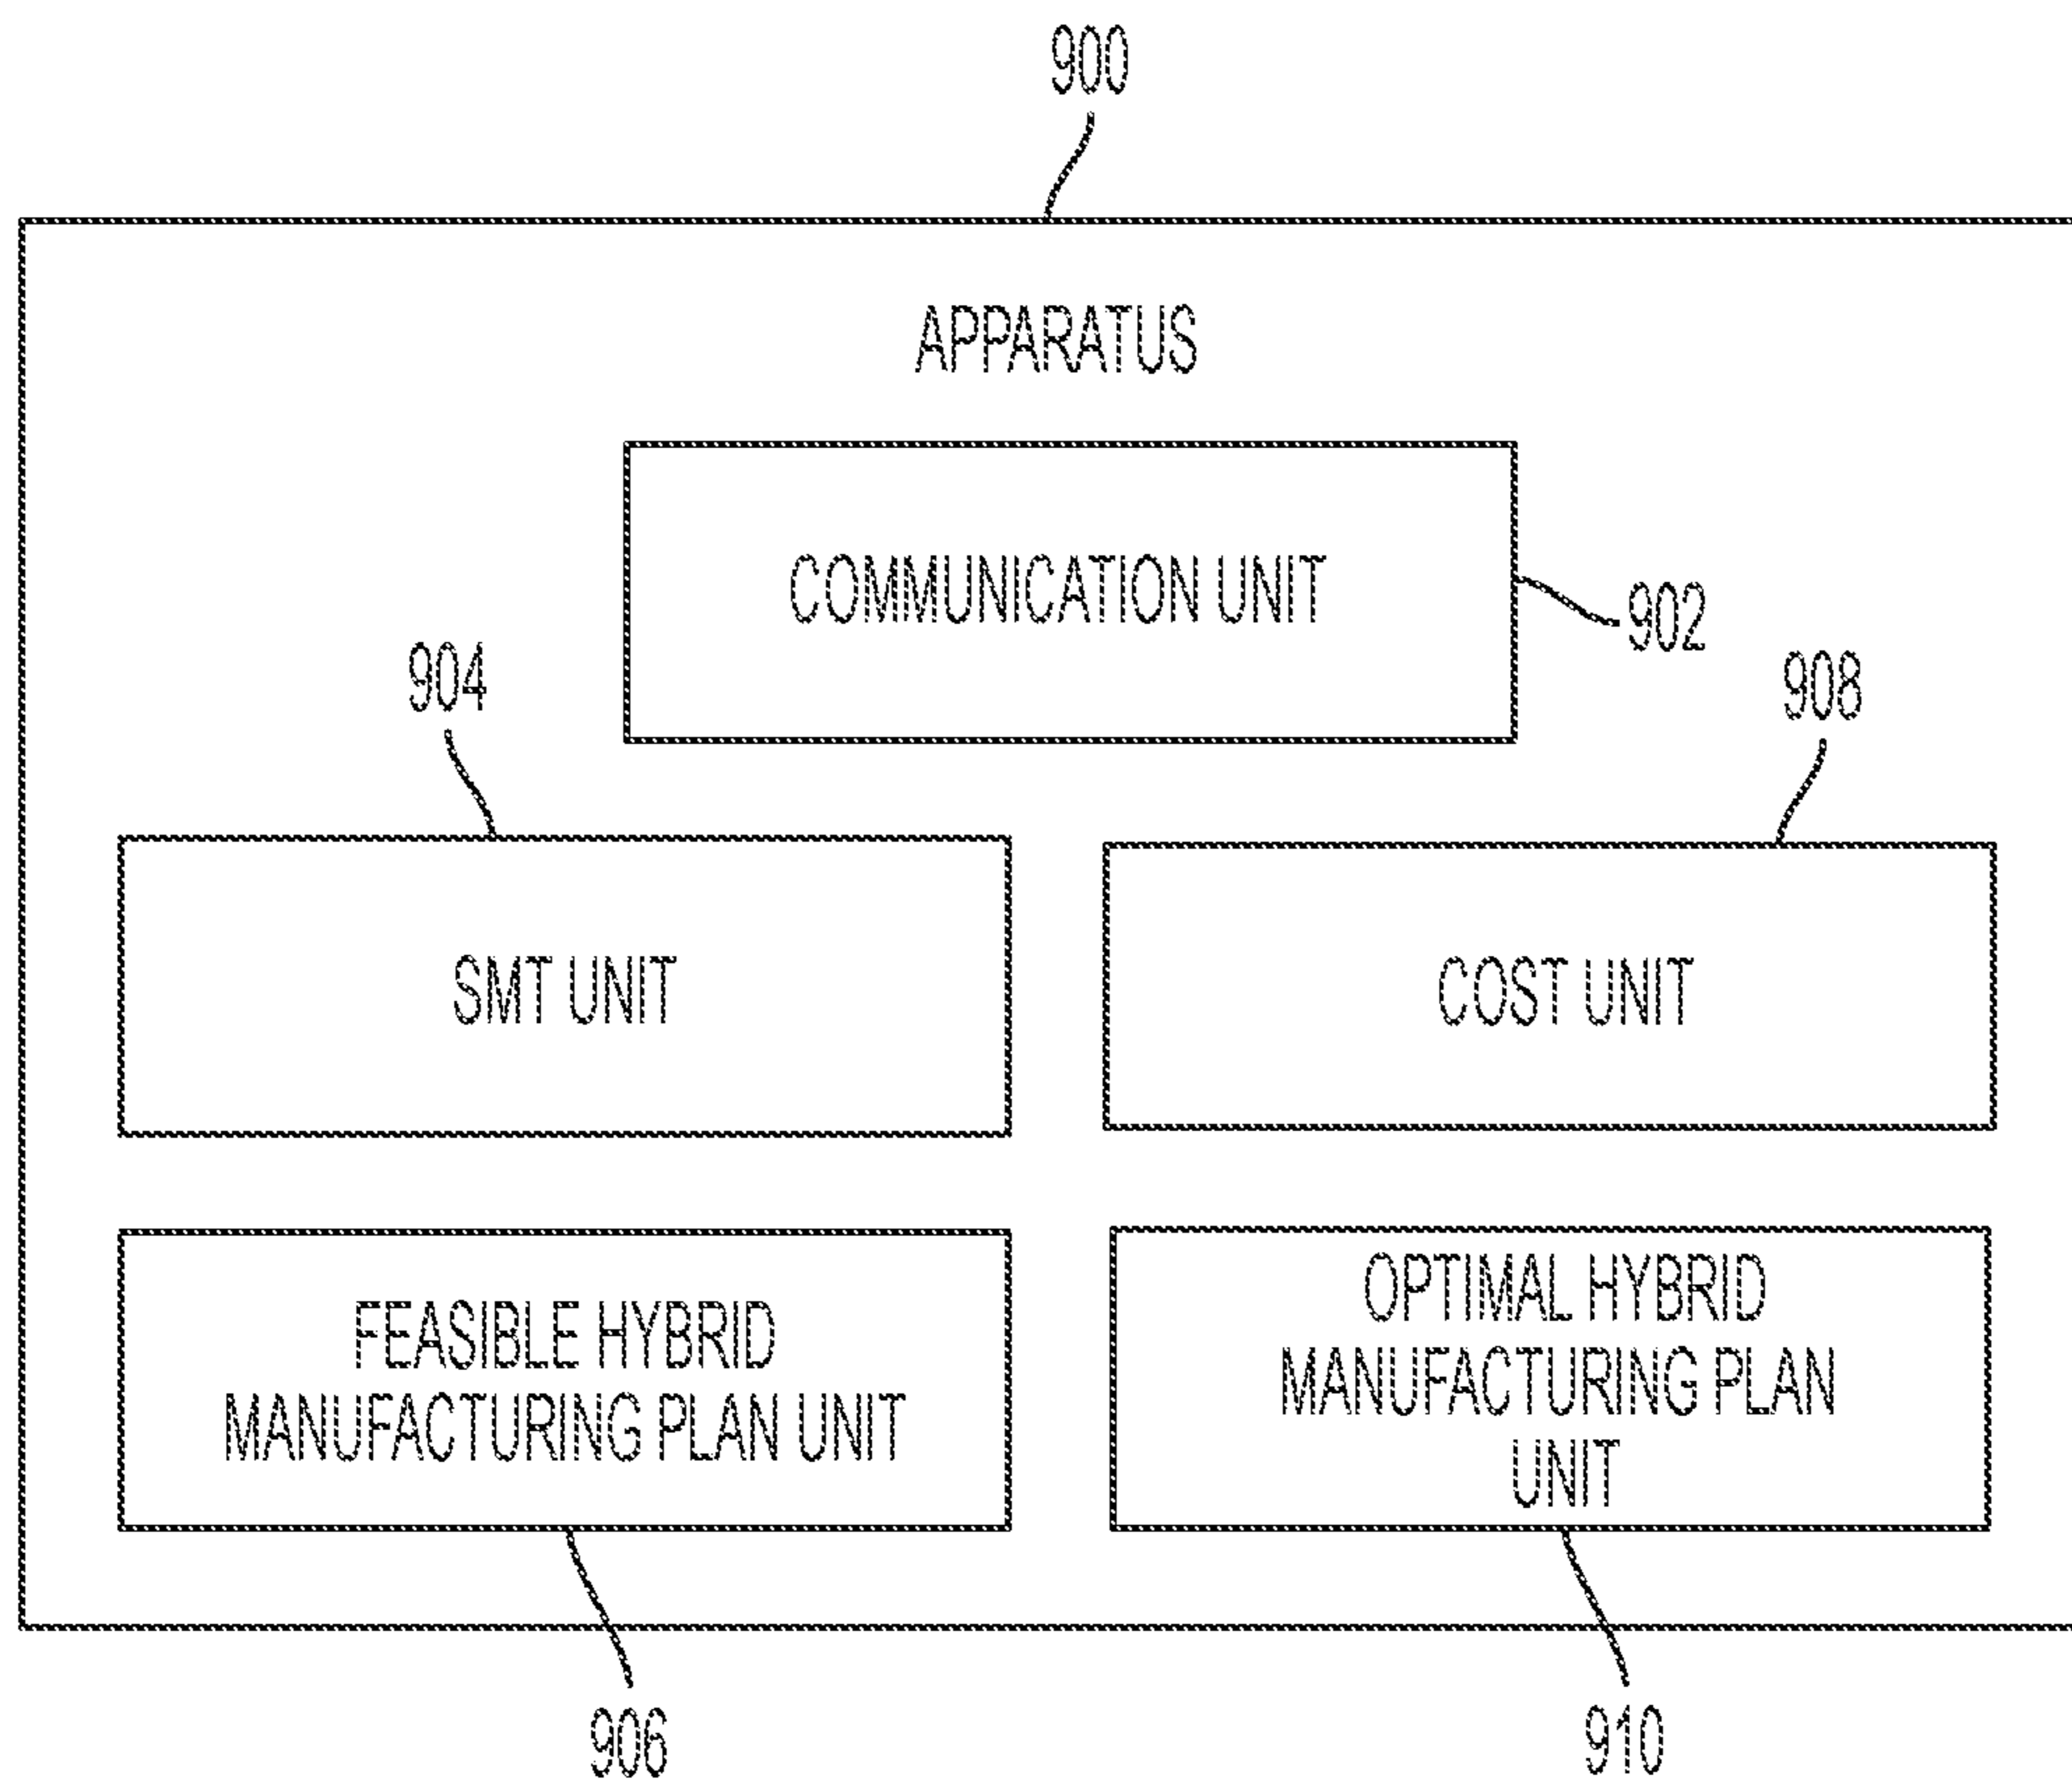 900
APPARATUS
COMMUNICATION UNIT
902
904
908
SMT UNIT
COST UNIT
FEASIBLE HYBRID
MANUFACTURING PLAN UNIT
OPTIMAL HYBRID
MANUFACTURING PLAN
UNIT
906
910